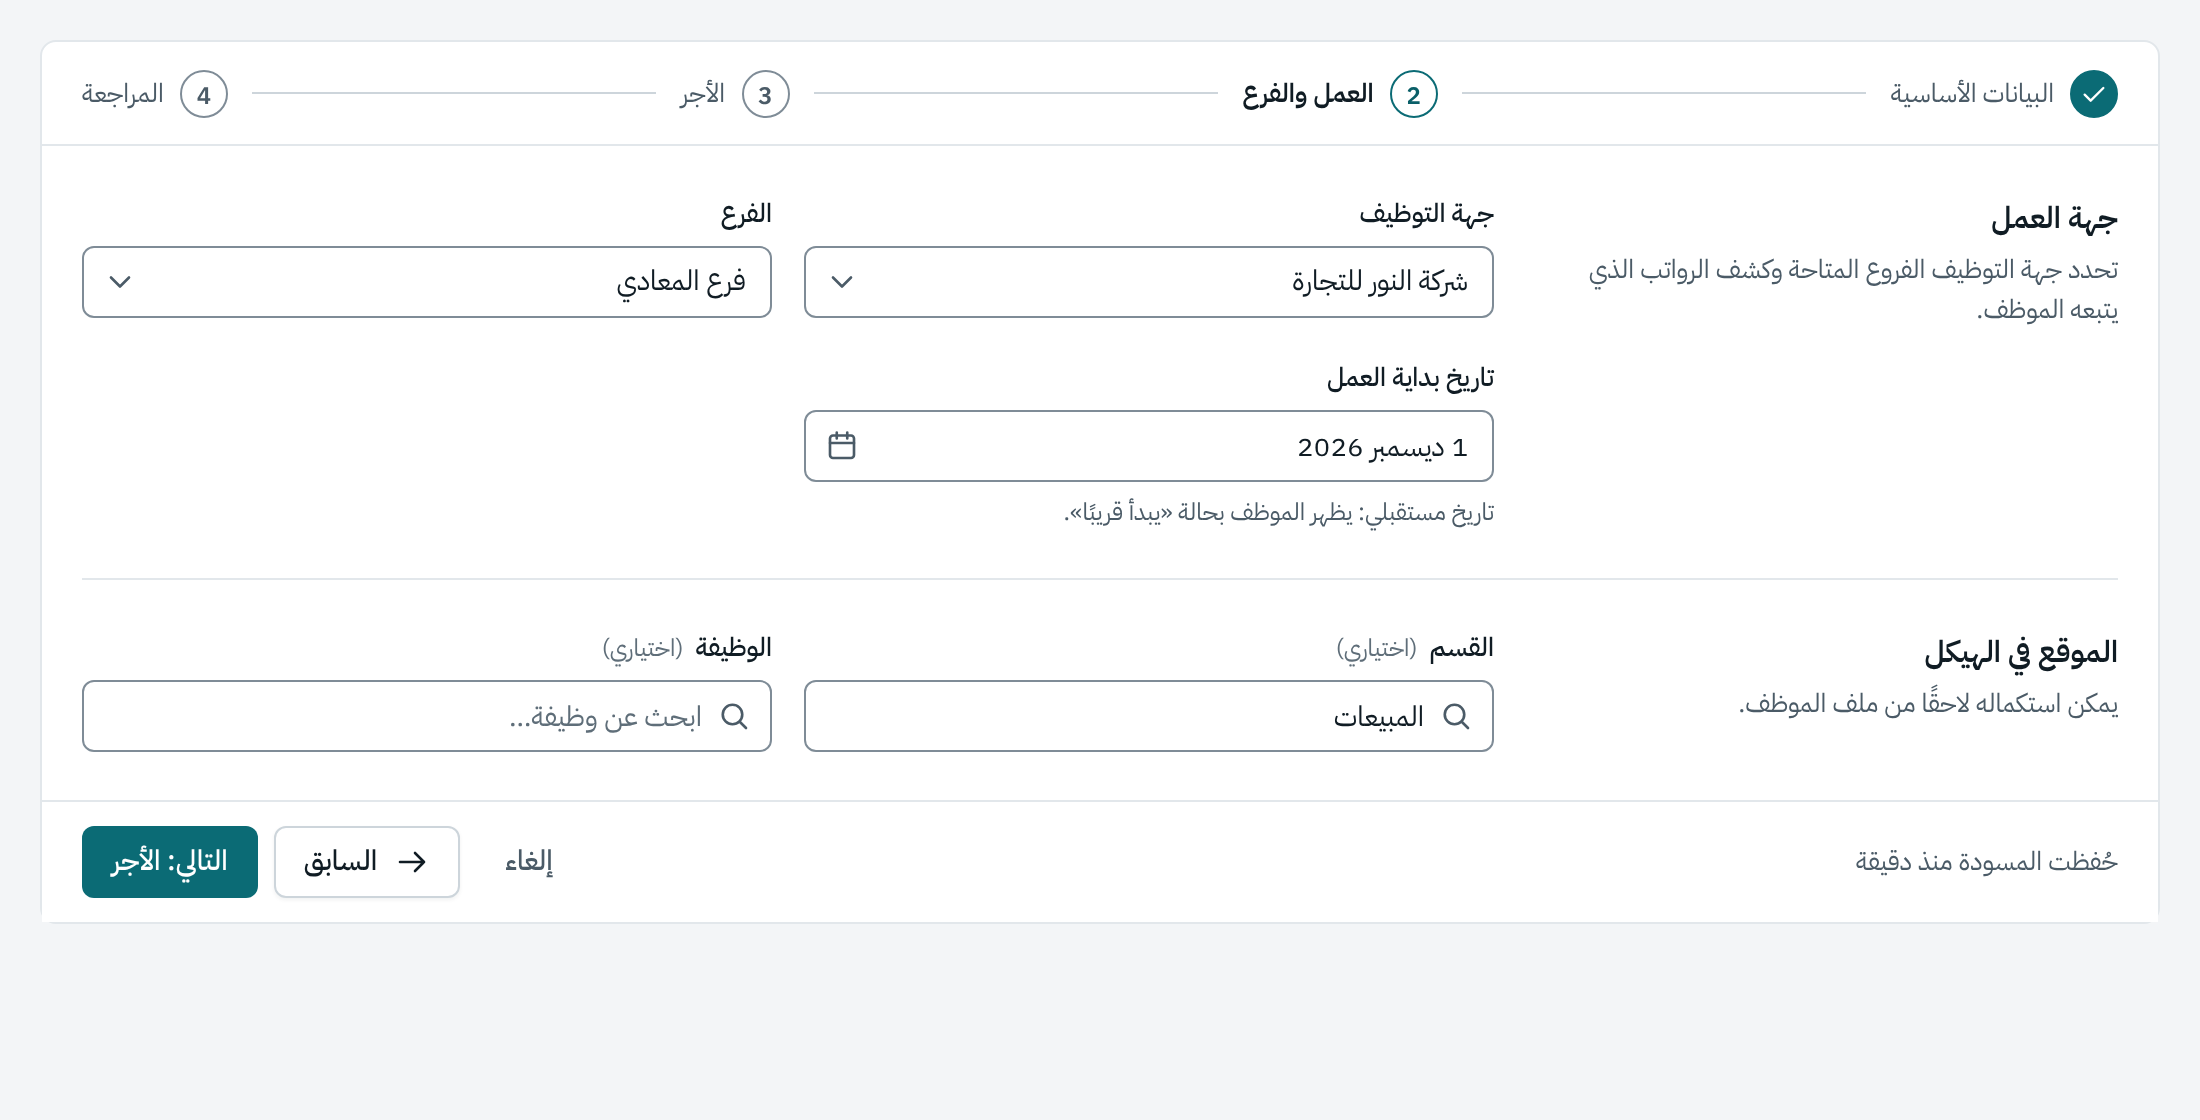 البيانات الأساسية
2 العمل والفرع
3 الأجر
4 المراجعة
جهة العمل
تحدد جهة التوظيف الفروع المتاحة وكشف الرواتب الذي
يتبعه الموظف.
جهة التوظيف
شركة النور للتجارة
الفرع
فرع المعادي
تاريخ بداية العمل
1 ديسمبر 2026
تاريخ مستقبلي: يظهر الموظف بحالة «يبدأ قريبًا».
الموقع في الهيكل
يمكن استكماله لاحقًا من ملف الموظف.
القسم (اختياري)
المبيعات
الوظيفة (اختياري)
ابحث عن وظيفة...
حُفظت المسودة منذ دقيقة
إلغاء
السابق
التالي: الأجر